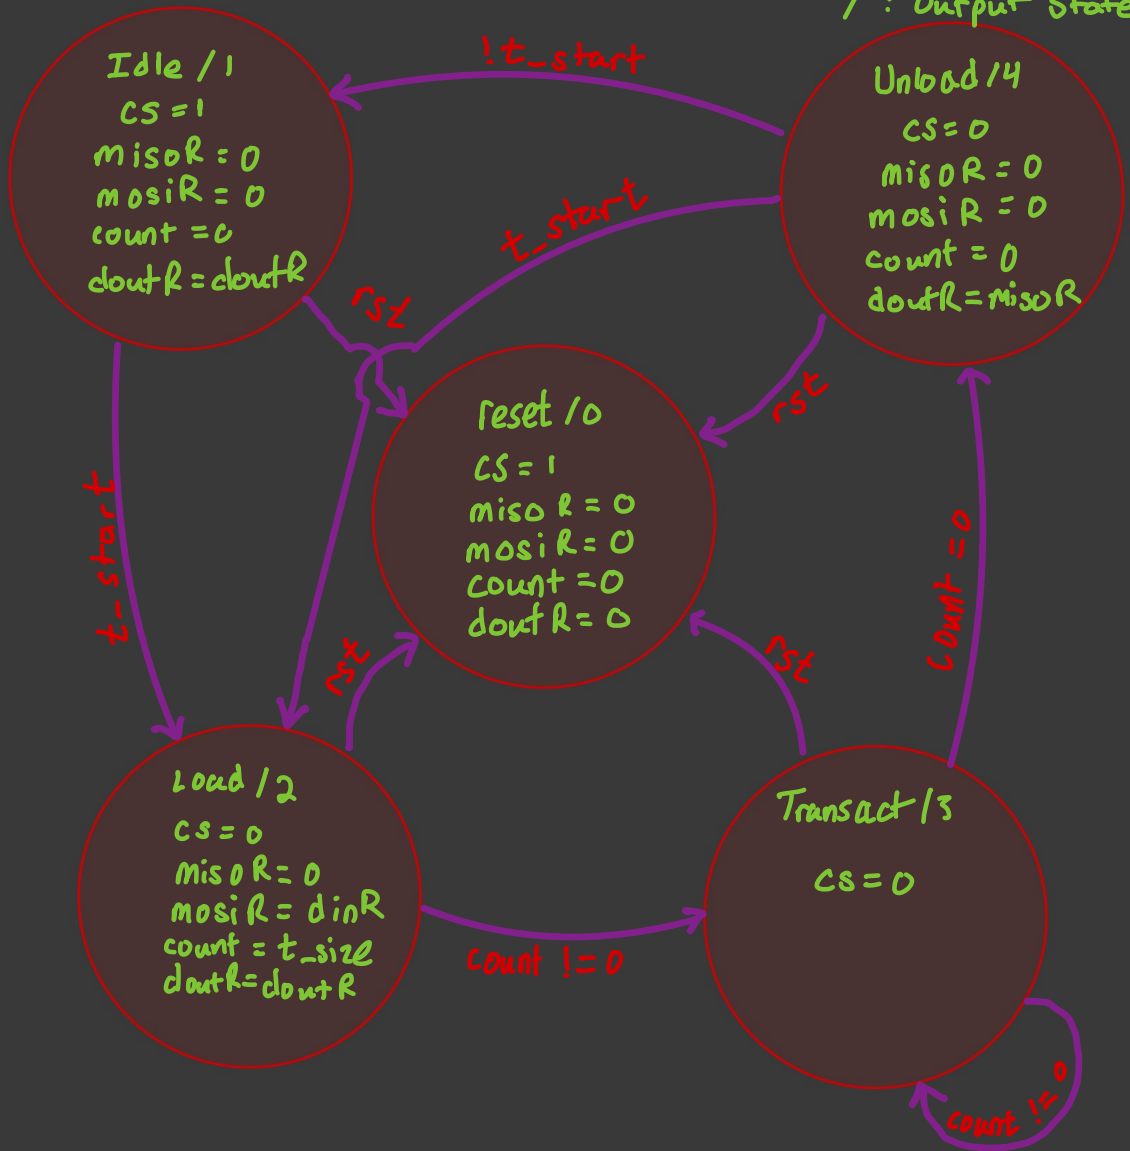 / : Output State
!t_start
Idle /1
cs = 1
misoR = 0
mosiR = 0
count = 0
doutR = doutR
Unload /4
cs = 0
misoR = 0
mosiR = 0
count = 0
doutR = misoR
t_start
rst
rst
reset /0
cs = 1
misoR = 0
mosiR = 0
count = 0
doutR = 0
t_start
count = 0
rst
rst
Load /2
cs = 0
misoR = 0
mosiR = dinR
count = t_size
doutR = doutR
Transact /3
cs = 0
count != 0
count != 0